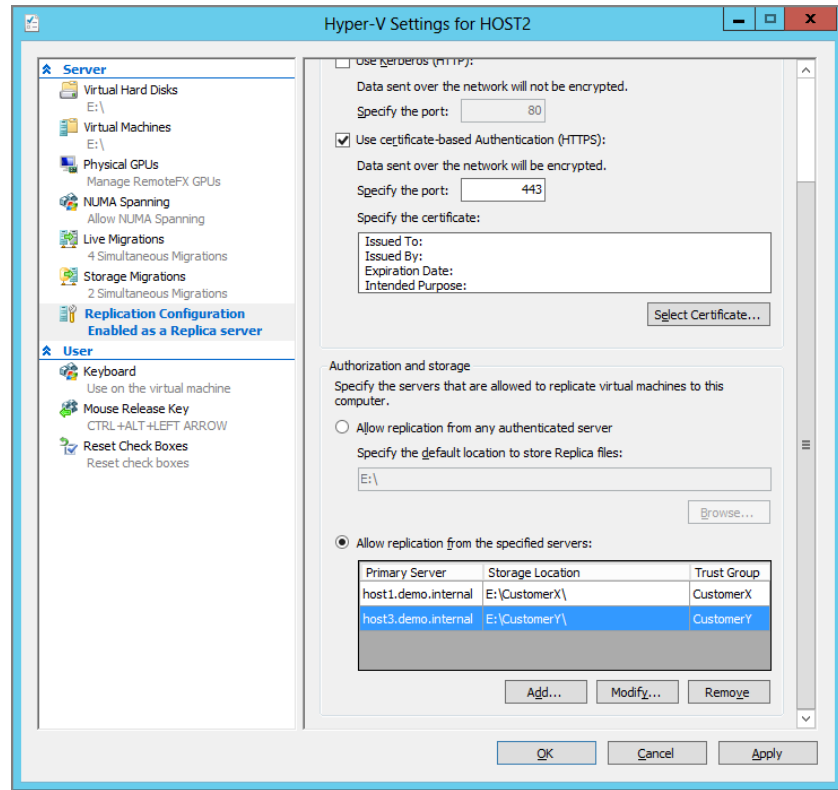 Hyper-V Settings for HOST2
Server
Virtual Hard Disks
E:\
Virtual Machines
E:\
Physical GPUs
Manage RemoteFX GPUs
NUMA Spanning
Allow NUMA Spanning
Live Migrations
4 Simultaneous Migrations
Storage Migrations
2 Simultaneous Migrations
Replication Configuration
Enabled as a Replica server
User
Keyboard
Use on the virtual machine
Mouse Release Key
CTRL+ALT+LEFT ARROW
Reset Check Boxes
Reset check boxes
Use Kerberos (HTTP):
Data sent over the network will not be encrypted.
Specify the port: 80
Use certificate-based Authentication (HTTPS):
Data sent over the network will be encrypted.
Specify the port: 443
Specify the certificate:
Issued To:
Issued By:
Expiration Date:
Intended Purpose:
Select Certificate...
Authorization and storage
Specify the servers that are allowed to replicate virtual machines to this
computer.
Allow replication from any authenticated server
Specify the default location to store Replica files:
E:\
Browse...
Allow replication from the specified servers:
Primary Server Storage Location Trust Group
host1.demo.internal E:\CustomerX\ CustomerX
host3.demo.internal E:\CustomerY\ CustomerY
Add... Modify... Remove
OK Cancel Apply